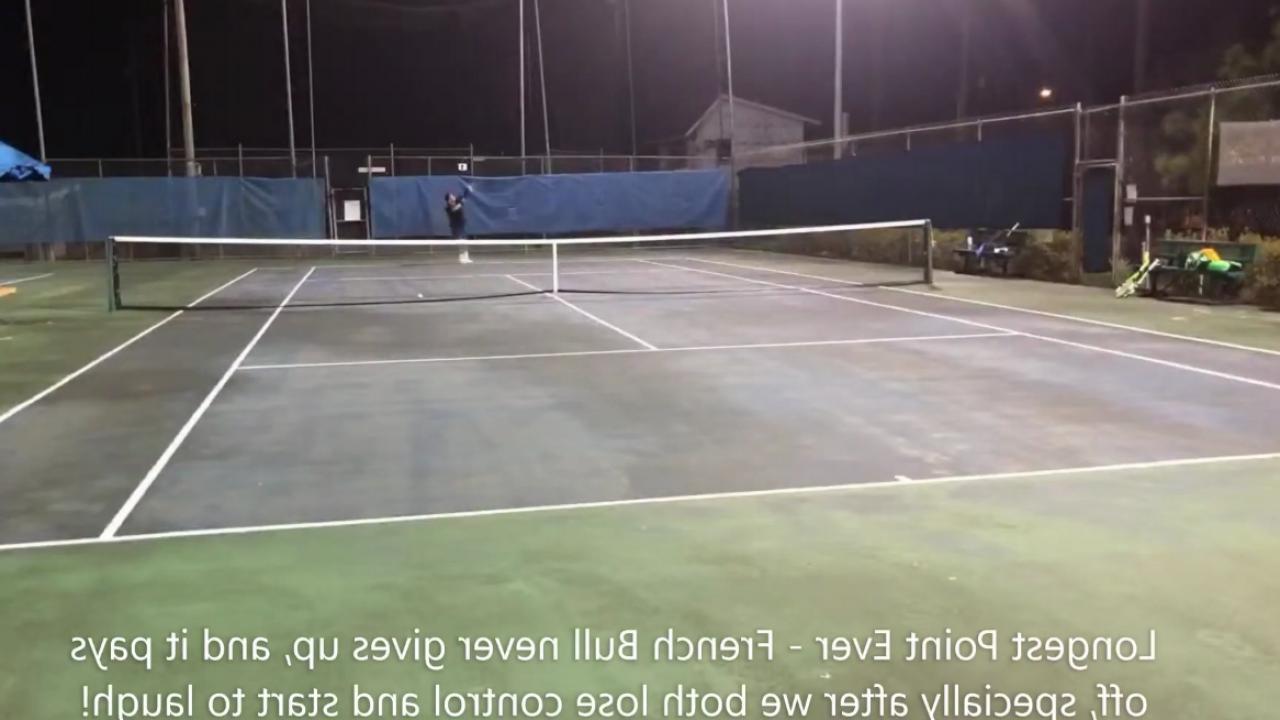 Longest Point Ever - French Bull never gives up, and it pays
off, specially after we both lose control and start to laugh!